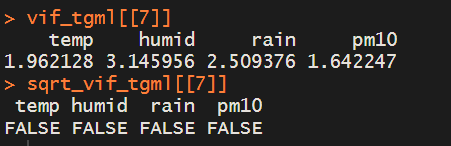 > vif_tgml[[7]]
    temp    humid     rain     pm10
1.962128 3.145956 2.509376 1.642247
> sqrt_vif_tgml[[7]]
 temp humid  rain  pm10
FALSE FALSE FALSE FALSE